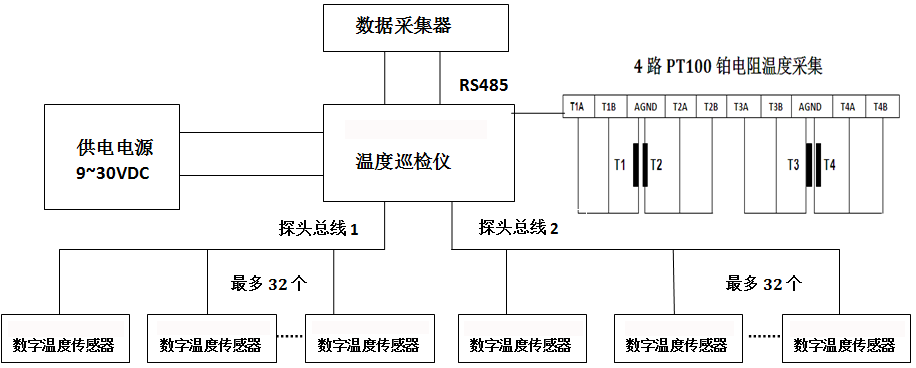 数据采集器
RS485
4 路 PT100 铂电阻温度采集
T1A T1B AGND T2A T2B T3A T3B AGND T4A T4B
供电电源
9~30VDC
温度巡检仪
T1 T2 T3 T4
探头总线 1
探头总线 2
最多 32 个
最多 32 个
数字温度传感器 数字温度传感器 ...... 数字温度传感器 数字温度传感器 数字温度传感器 ...... 数字温度传感器